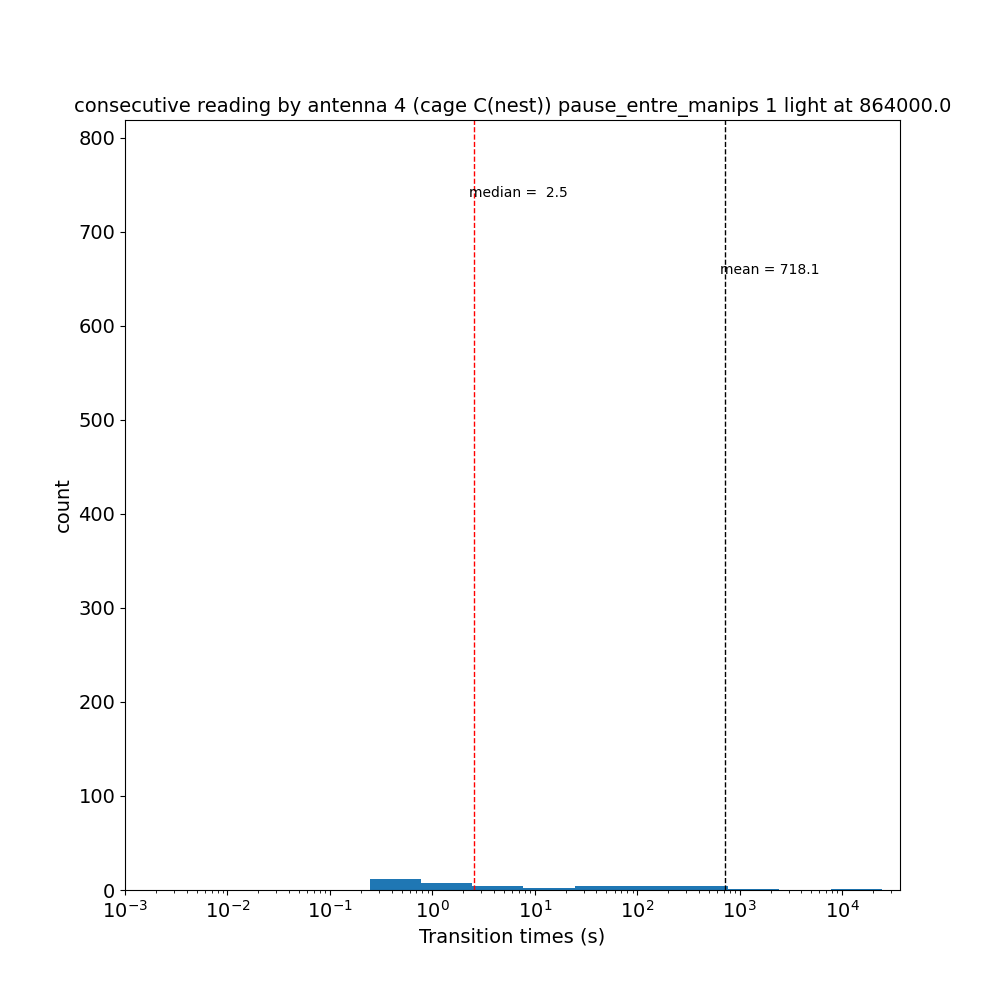 consecutive reading by antenna 4 (cage C(nest)) pause_entre_manips 1 light at 864000.0
800
median =  2.5
700
mean = 718.1
600
500
400
count
300
200
100
0
10⁻³ 10⁻² 10⁻¹ 10⁰ 10¹ 10² 10³ 10⁴
Transition times (s)